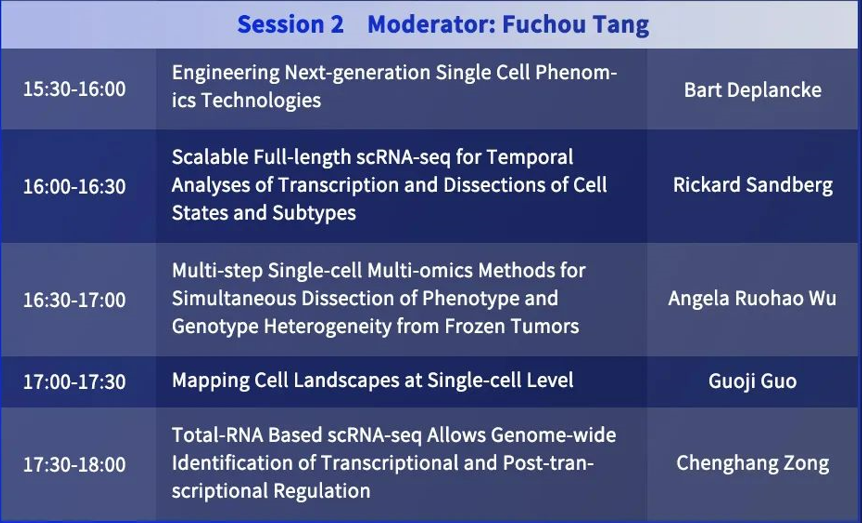 Session 2 Moderator: Fuchou Tang
15:30-16:00
Engineering Next-generation Single Cell Phenom-
ics Technologies
Bart Deplancke
16:00-16:30
Scalable Full-length scRNA-seq for Temporal
Analyses of Transcription and Dissections of Cell
States and Subtypes
Rickard Sandberg
16:30-17:00
Multi-step Single-cell Multi-omics Methods for
Simultaneous Dissection of Phenotype and
Genotype Heterogeneity from Frozen Tumors
Angela Ruohao Wu
17:00-17:30
Mapping Cell Landscapes at Single-cell Level
Guoji Guo
17:30-18:00
Total-RNA Based scRNA-seq Allows Genome-wide
Identification of Transcriptional and Post-tran-
scriptional Regulation
Chenghang Zong